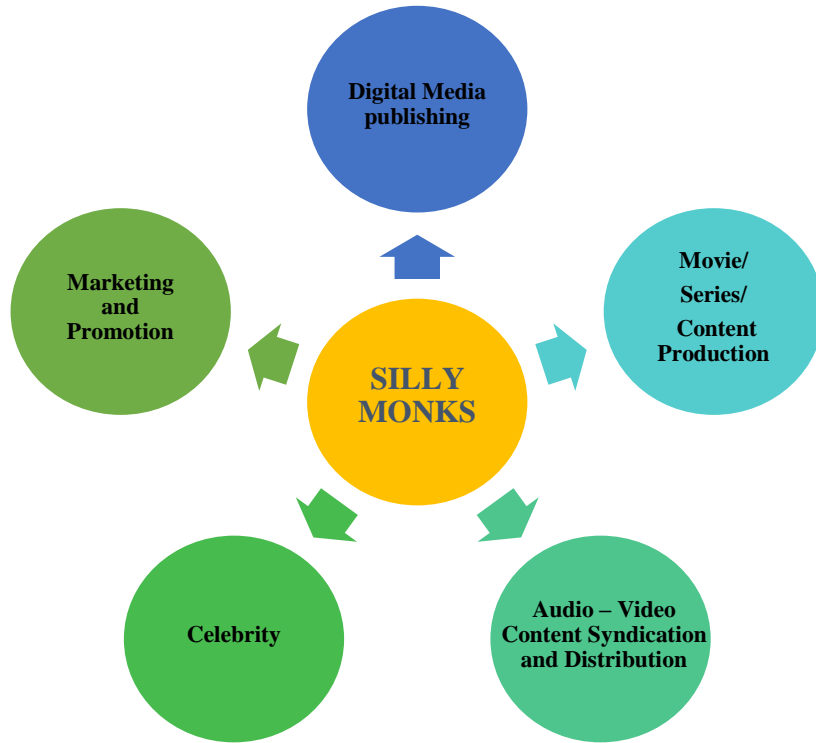 Digital Media
publishing
Marketing
and
Promotion
Movie/
Series/
Content
Production
SILLY
MONKS
Celebrity
Audio – Video
Content Syndication
and Distribution